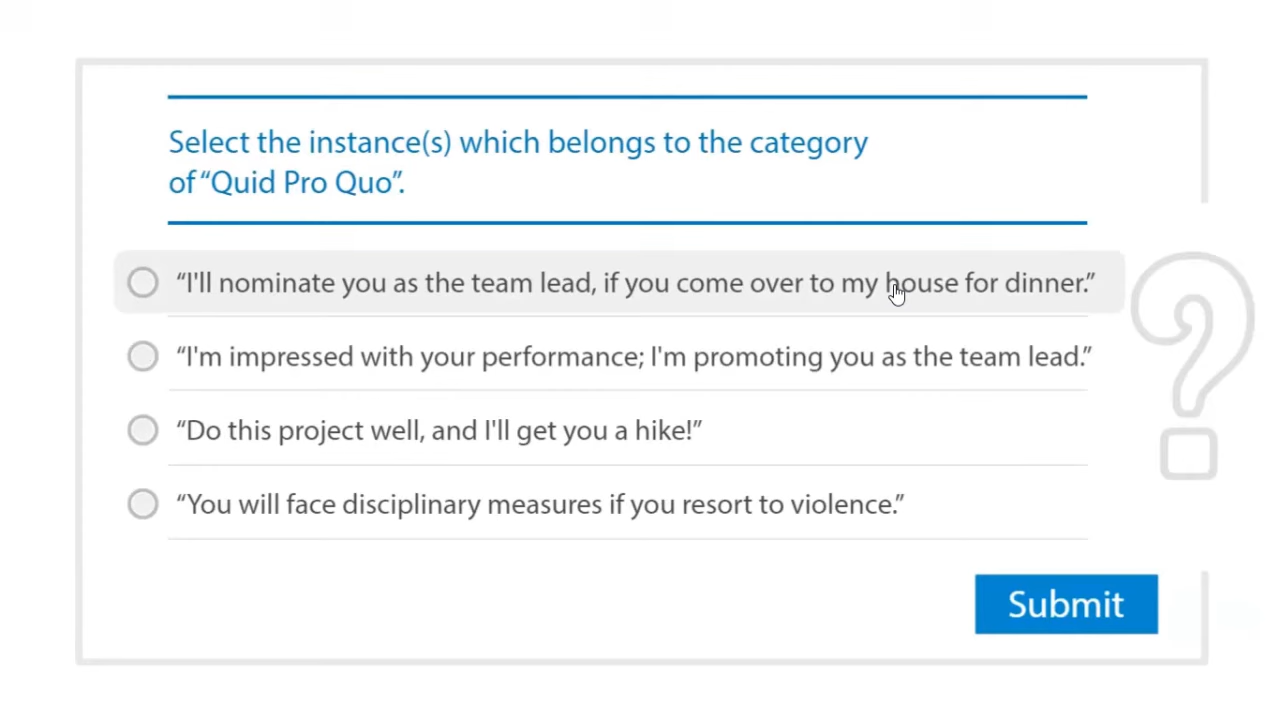 Select the instance(s) which belongs to the category
of “Quid Pro Quo”.
“I'll nominate you as the team lead, if you come over to my house for dinner.”
“I'm impressed with your performance; I'm promoting you as the team lead.”
“Do this project well, and I'll get you a hike!”
“You will face disciplinary measures if you resort to violence.”
Submit